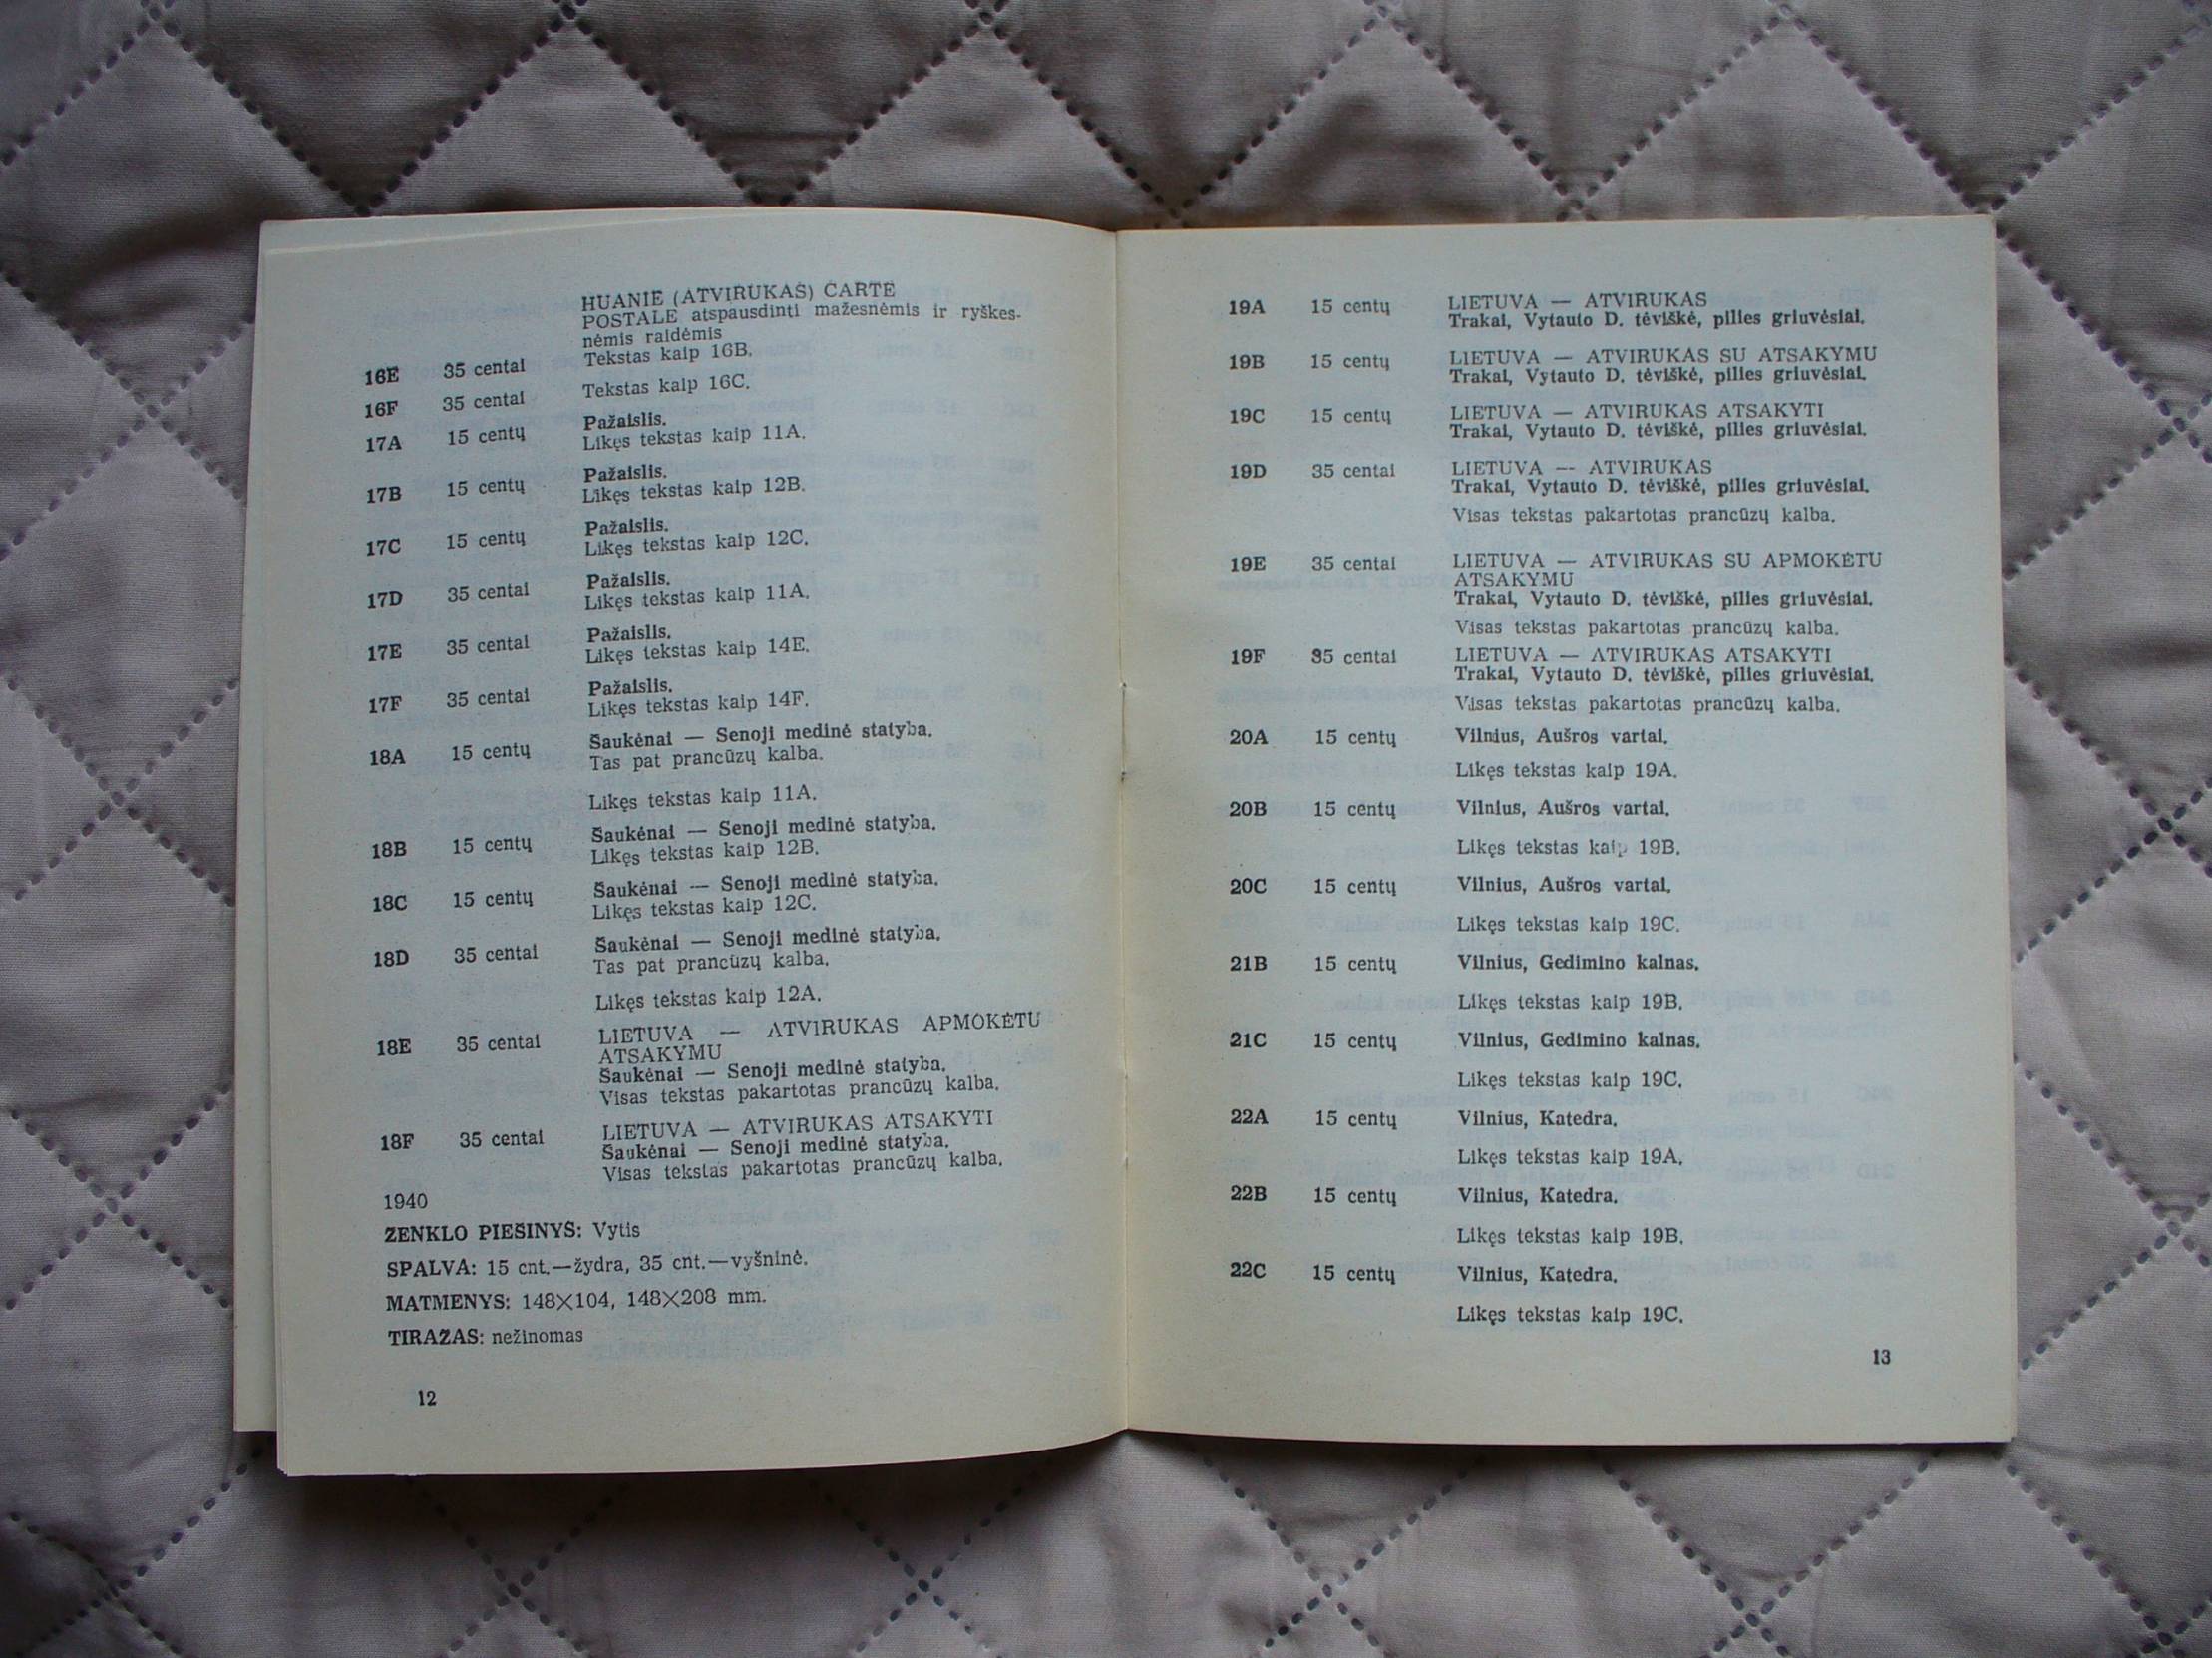 HUANIE (ATVIRUKAS) CARTE
POSTALE atspausdinti mažesnėmis ir ryškes-
nėmis raidėmis
16E 35 centai Tekstas kaip 16B.
16F 35 centai Tekstas kaip 16C.
17A 15 centų Pažaislis.
Likęs tekstas kaip 11A.
17B 15 centų Pažaislis.
Likęs tekstas kaip 12B.
17C 15 centų Pažaislis.
Likęs tekstas kaip 12C.
17D 35 centai Pažaislis.
Likęs tekstas kaip 11A.
17E 35 centai Pažaislis.
Likęs tekstas kaip 14E.
17F 35 centai Pažaislis.
Likęs tekstas kaip 14F.
18A 15 centų Šaukėnai — Senoji medinė statyba.
Tas pat prancūzų kalba.
Likęs tekstas kaip 11A.
18B 15 centų Šaukėnai — Senoji medinė statyba.
Likęs tekstas kaip 12B.
18C 15 centų Šaukėnai — Senoji medinė statyba.
Likęs tekstas kaip 12C.
18D 35 centai Šaukėnai — Senoji medinė statyba.
Tas pat prancūzų kalba.
Likęs tekstas kaip 12A.
18E 35 centai LIETUVA — ATVIRUKAS APMOKĖTU
ATSAKYMU
Šaukėnai — Senoji medinė statyba.
Visas tekstas pakartotas prancūzų kalba.
18F 35 centai LIETUVA — ATVIRUKAS ATSAKYTI
Šaukėnai — Senoji medinė statyba.
Visas tekstas pakartotas prancūzų kalba.
1940
ŽENKLO PIEŠINYS: Vytis
SPALVA: 15 cnt.—žydra, 35 cnt.—vyšninė.
MATMENYS: 148×104, 148×208 mm.
TIRAŽAS: nežinomas
12
19A 15 centų LIETUVA — ATVIRUKAS
Trakai, Vytauto D. tėviškė, pilies griuvėsiai.
19B 15 centų LIETUVA — ATVIRUKAS SU ATSAKYMU
Trakai, Vytauto D. tėviškė, pilies griuvėsiai.
19C 15 centų LIETUVA — ATVIRUKAS ATSAKYTI
Trakai, Vytauto D. tėviškė, pilies griuvėsiai.
19D 35 centai LIETUVA — ATVIRUKAS
Trakai, Vytauto D. tėviškė, pilies griuvėsiai.
Visas tekstas pakartotas prancūzų kalba.
19E 35 centai LIETUVA — ATVIRUKAS SU APMOKĖTU
ATSAKYMU
Trakai, Vytauto D. tėviškė, pilies griuvėsiai.
Visas tekstas pakartotas prancūzų kalba.
19F 35 centai LIETUVA — ATVIRUKAS ATSAKYTI
Trakai, Vytauto D. tėviškė, pilies griuvėsiai.
Visas tekstas pakartotas prancūzų kalba.
20A 15 centų Vilnius, Aušros vartai.
Likęs tekstas kaip 19A.
20B 15 centų Vilnius, Aušros vartai.
Likęs tekstas kaip 19B.
20C 15 centų Vilnius, Aušros vartai.
Likęs tekstas kaip 19C.
21B 15 centų Vilnius, Gedimino kalnas.
Likęs tekstas kaip 19B.
21C 15 centų Vilnius, Gedimino kalnas.
Likęs tekstas kaip 19C.
22A 15 centų Vilnius, Katedra.
Likęs tekstas kaip 19A.
22B 15 centų Vilnius, Katedra.
Likęs tekstas kaip 19B.
22C 15 centų Vilnius, Katedra.
Likęs tekstas kaip 19C.
13